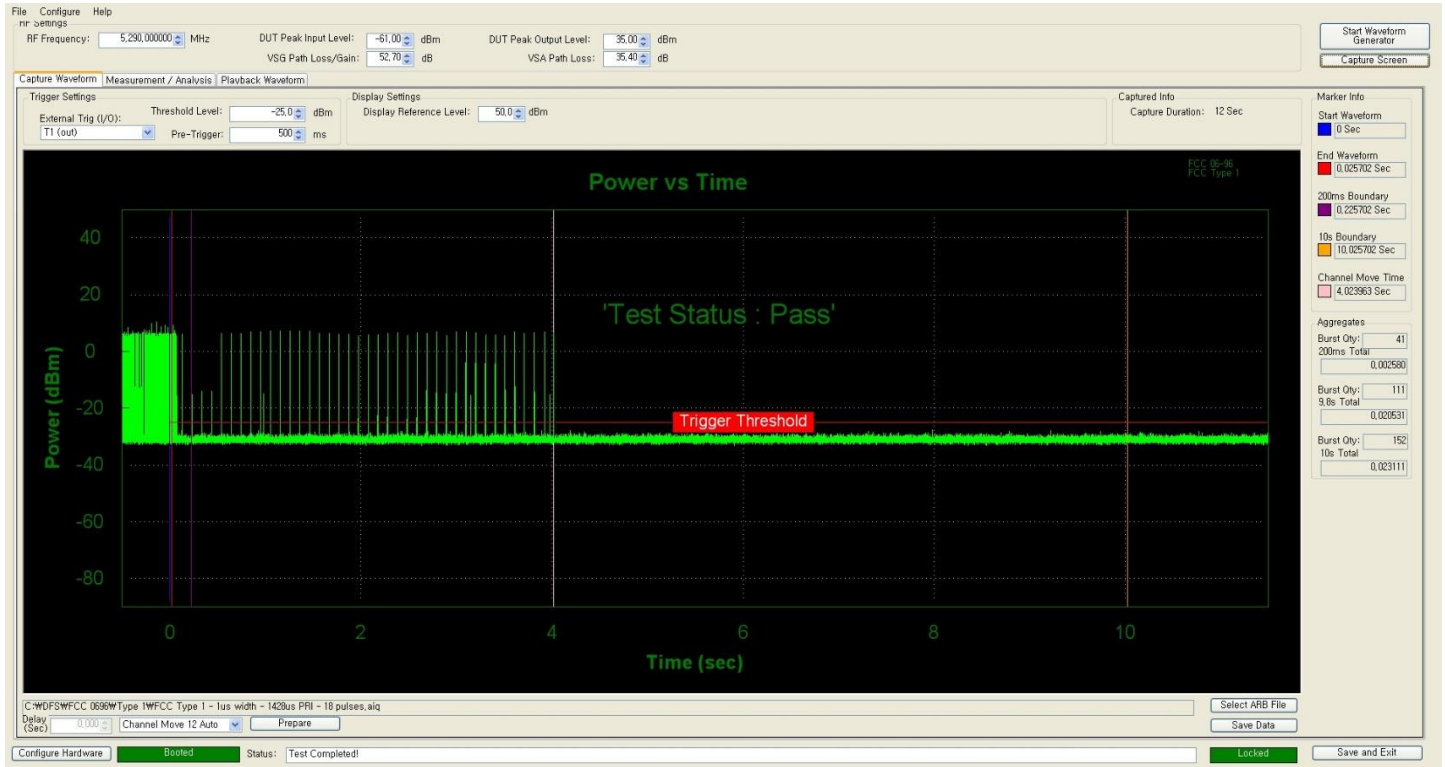 File Configure Help
RF Settings
RF Frequency: 5,290,000000 MHz DUT Peak Input Level: -61,00 dBm DUT Peak Output Level: 35,00 dBm
VSG Path Loss/Gain: 52,70 dB VSA Path Loss: 35,40 dB
Start Waveform Generator
Capture Screen
Capture Waveform Measurement / Analysis Playback Waveform
Trigger Settings
External Trig (I/O): Threshold Level: -25,0 dBm
T1 (out) Pre-Trigger: 500 ms
Display Settings
Display Reference Level: 50,0 dBm
Captured Info
Capture Duration: 12 Sec
Marker Info
Start Waveform
0 Sec
End Waveform
0,025702 Sec
200ms Boundary
0,225702 Sec
10s Boundary
10,025702 Sec
Channel Move Time
4,023963 Sec
Aggregates
Burst Qty: 41
200ms Total
0,002580
Burst Qty: 111
9,8s Total
0,020531
Burst Qty: 152
10s Total
0,023111
FCC 06-96
FCC Type 1
Power vs Time
'Test Status : Pass'
Trigger Threshold
Power (dBm)
40
20
0
-20
-40
-60
-80
0 2 4 6 8 10
Time (sec)
C:₩DFS₩FCC 0696₩Type 1₩FCC Type 1 - 1us width - 1428us PRI - 18 pulses.aiq
Select ARB File
Delay (Sec) 0,000 Channel Move 12 Auto Prepare
Save Data
Configure Hardware Booted Status: Test Completed! Locked Save and Exit